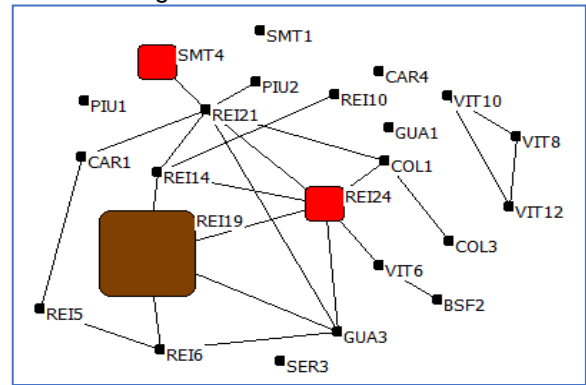 SMT1
SMT4
CAR4
PIU2
REI10
VIT10
PIU1
REI21
GUA1
VIT8
CAR1
COL1
REI14
REI24
REI19
VIT12
COL3
VIT6
BSF2
REI5
GUA3
REI6
SER3